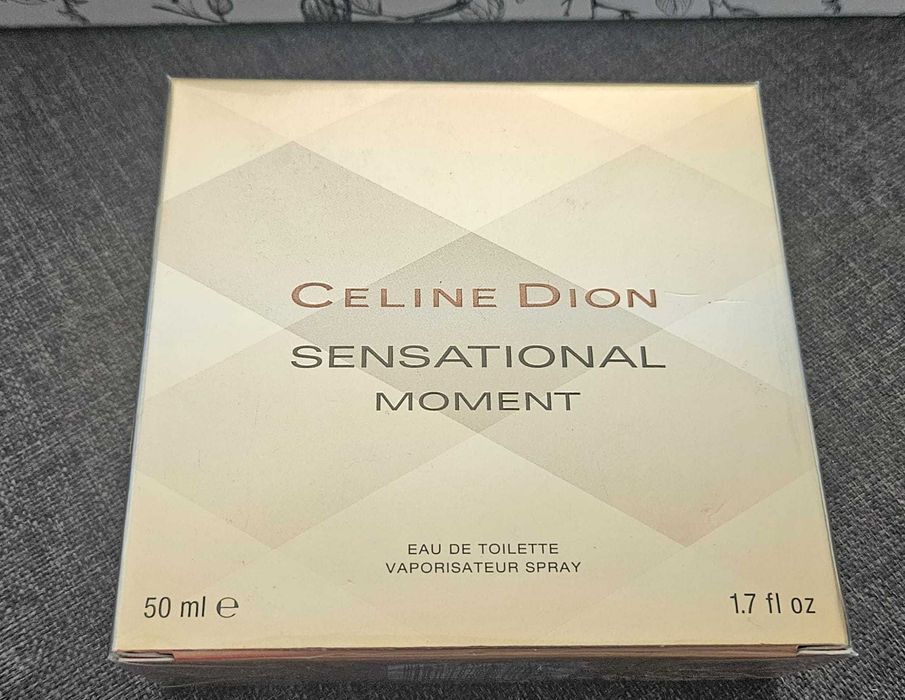 CELINE DION
SENSATIONAL
MOMENT
EAU DE TOILETTE
VAPORISATEUR SPRAY
50 ml ℮
1.7 fl oz